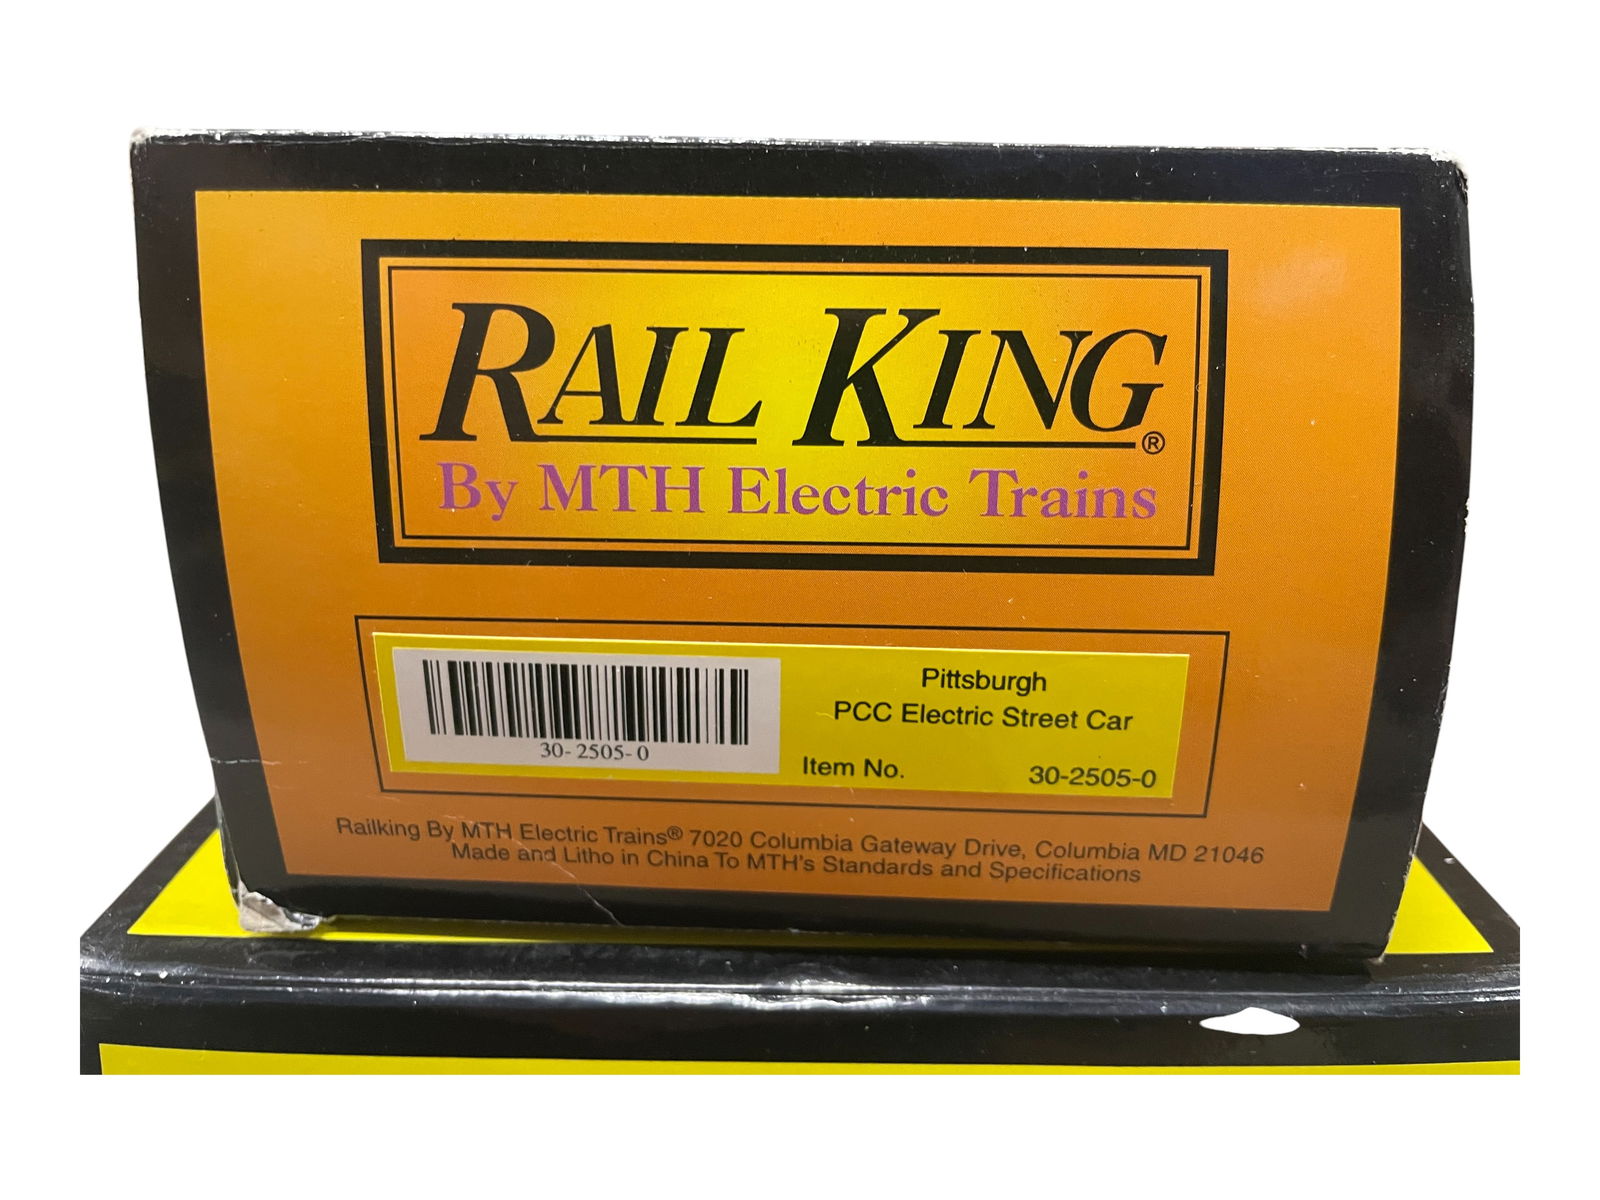 RAIL KING®
By MTH Electric Trains
30-2505-0
Pittsburgh
PCC Electric Street Car
Item No. 30-2505-0
Railking By MTH Electric Trains® 7020 Columbia Gateway Drive, Columbia MD 21046
Made and Litho in China To MTH's Standards and Specifications